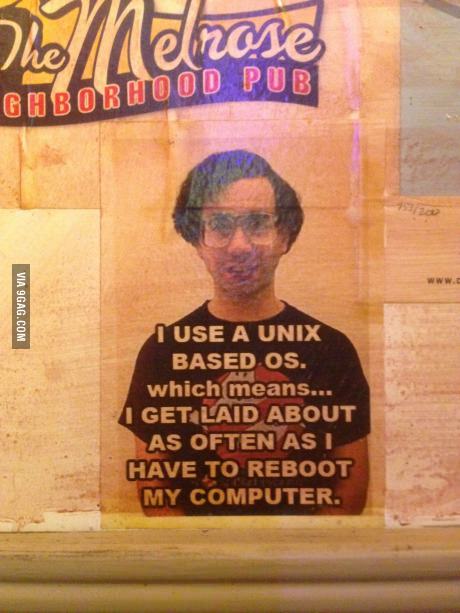 The Melrose
GHBORHOOD PUB
www.
VIA 9GAG.COM
I USE A UNIX
BASED OS.
which means...
I GET LAID ABOUT
AS OFTEN AS I
HAVE TO REBOOT
MY COMPUTER.